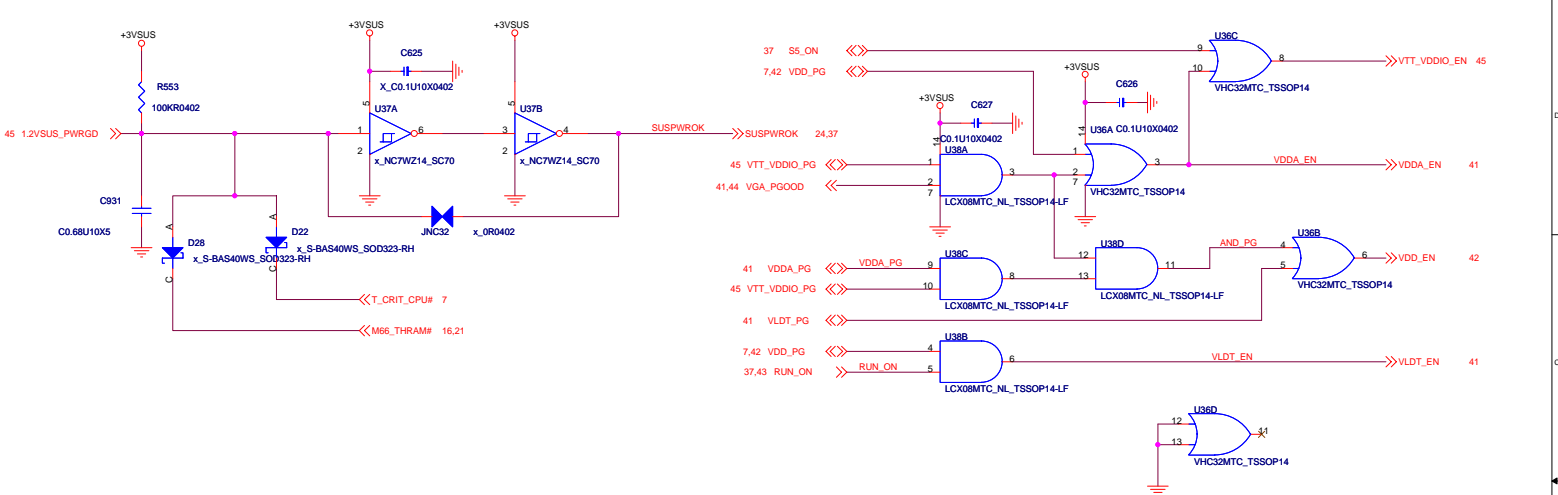 +3VSUS
R553
100KR0402
45 1.2VSUS_PWRGD
C931
C0.68U10X5
A
D28
x_S-BAS40WS_SOD323-RH
C
A
D22
x_S-BAS40WS_SOD323-RH
C
T_CRIT_CPU# 7
M66_THRAM# 16,21
+3VSUS
C625
X_C0.1U10X0402
5
U37A
1
6
2
x_NC7WZ14_SC70
+3VSUS
5
U37B
3
4
2
x_NC7WZ14_SC70
JNC32
x_0R0402
SUSPWROK
SUSPWROK 24,37
37 S5_ON
7,42 VDD_PG
+3VSUS
C627
C0.1U10X0402
14
U38A
45 VTT_VDDIO_PG
1
41,44 VGA_PGOOD
2
7
3
LCX08MTC_NL_TSSOP14-LF
+3VSUS
C626
C0.1U10X0402
14
U36A
1
2
7
3
VHC32MTC_TSSOP14
VDDA_EN
VDDA_EN 41
U36C
9
10
8
VHC32MTC_TSSOP14
VTT_VDDIO_EN 45
41 VDDA_PG
VDDA_PG
45 VTT_VDDIO_PG
U38C
9
10
8
LCX08MTC_NL_TSSOP14-LF
U38D
12
13
11
LCX08MTC_NL_TSSOP14-LF
AND_PG
U36B
4
5
6
VHC32MTC_TSSOP14
VDD_EN 42
41 VLDT_PG
7,42 VDD_PG
37,43 RUN_ON
RUN_ON
U38B
4
5
6
LCX08MTC_NL_TSSOP14-LF
VLDT_EN
VLDT_EN 41
U36D
12
13
11
VHC32MTC_TSSOP14
D
C